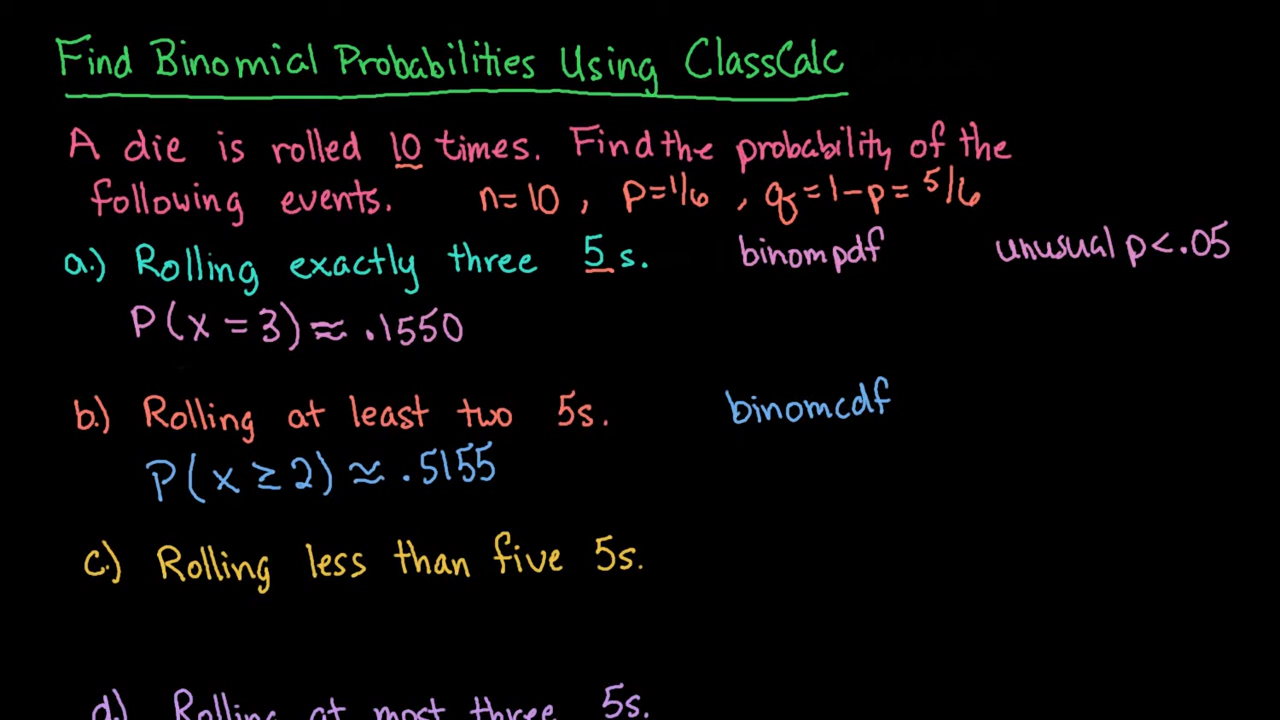 Find Binomial Probabilities Using ClassCalc
A die is rolled 10 times. Find the probability of the
following events. n=10, p=1/6, q=1-p=5/6
a.) Rolling exactly three 5s. binompdf unusual p<.05
P(x=3)≈.1550
b.) Rolling at least two 5s. binomcdf
P(x≥2)≈.5155
c.) Rolling less than five 5s.
d.) Rolling at most three 5s.